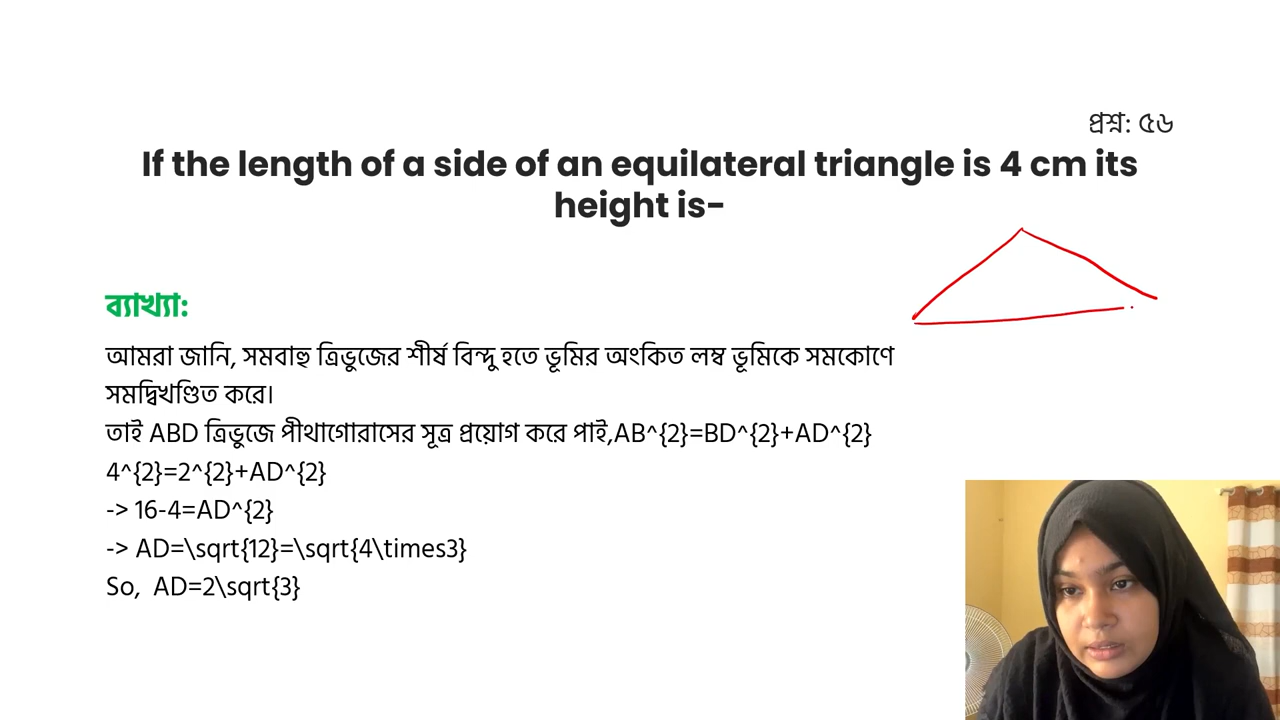 প্রশ্ন: ৫৬
If the length of a side of an equilateral triangle is 4 cm its
height is-
ব্যাখ্যা:
আমরা জানি, সমবাহু ত্রিভুজের শীর্ষ বিন্দু হতে ভূমির অংকিত লম্ব ভূমিকে সমকোণে
সমদ্বিখণ্ডিত করে।
তাই ABD ত্রিভুজে পীথাগোরাসের সূত্র প্রয়োগ করে পাই,AB^{2}=BD^{2}+AD^{2}
4^{2}=2^{2}+AD^{2}
-> 16-4=AD^{2}
-> AD=\sqrt{12}=\sqrt{4\times3}
So, AD=2\sqrt{3}